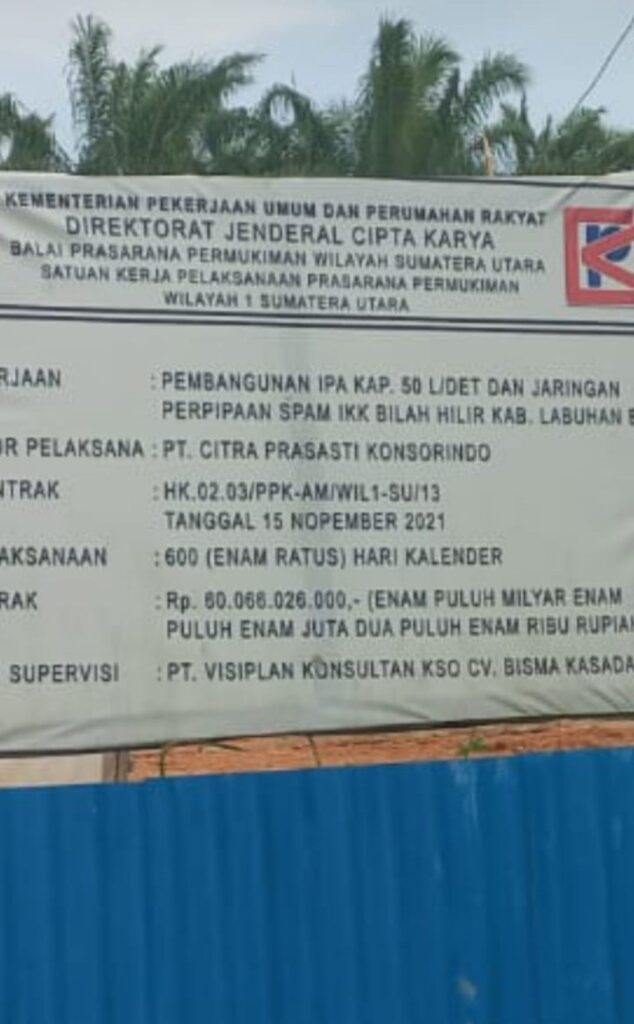 KEMENTERIAN PEKERJAAN UMUM DAN PERUMAHAN RAKYAT
DIREKTORAT JENDERAL CIPTA KARYA
BALAI PRASARANA PERMUKIMAN WILAYAH SUMATERA UTARA
SATUAN KERJA PELAKSANAAN PRASARANA PERMUKIMAN
WILAYAH 1 SUMATERA UTARA
RJAAN : PEMBANGUNAN IPA KAP. 50 L/DET DAN JARINGAN
PERPIPAAN SPAM IKK BILAH HILIR KAB. LABUHAN B
OR PELAKSANA : PT. CITRA PRASASTI KONSORINDO
NTRAK : HK.02.03/PPK-AM/WIL1-SU/13
TANGGAL 15 NOPEMBER 2021
AKSANAAN : 600 (ENAM RATUS) HARI KALENDER
RAK : Rp. 60.066.026.000,- (ENAM PULUH MILYAR ENAM
PULUH ENAM JUTA DUA PULUH ENAM RIBU RUPIAH
SUPERVISI : PT. VISIPLAN KONSULTAN KSO CV. BISMA KASADA